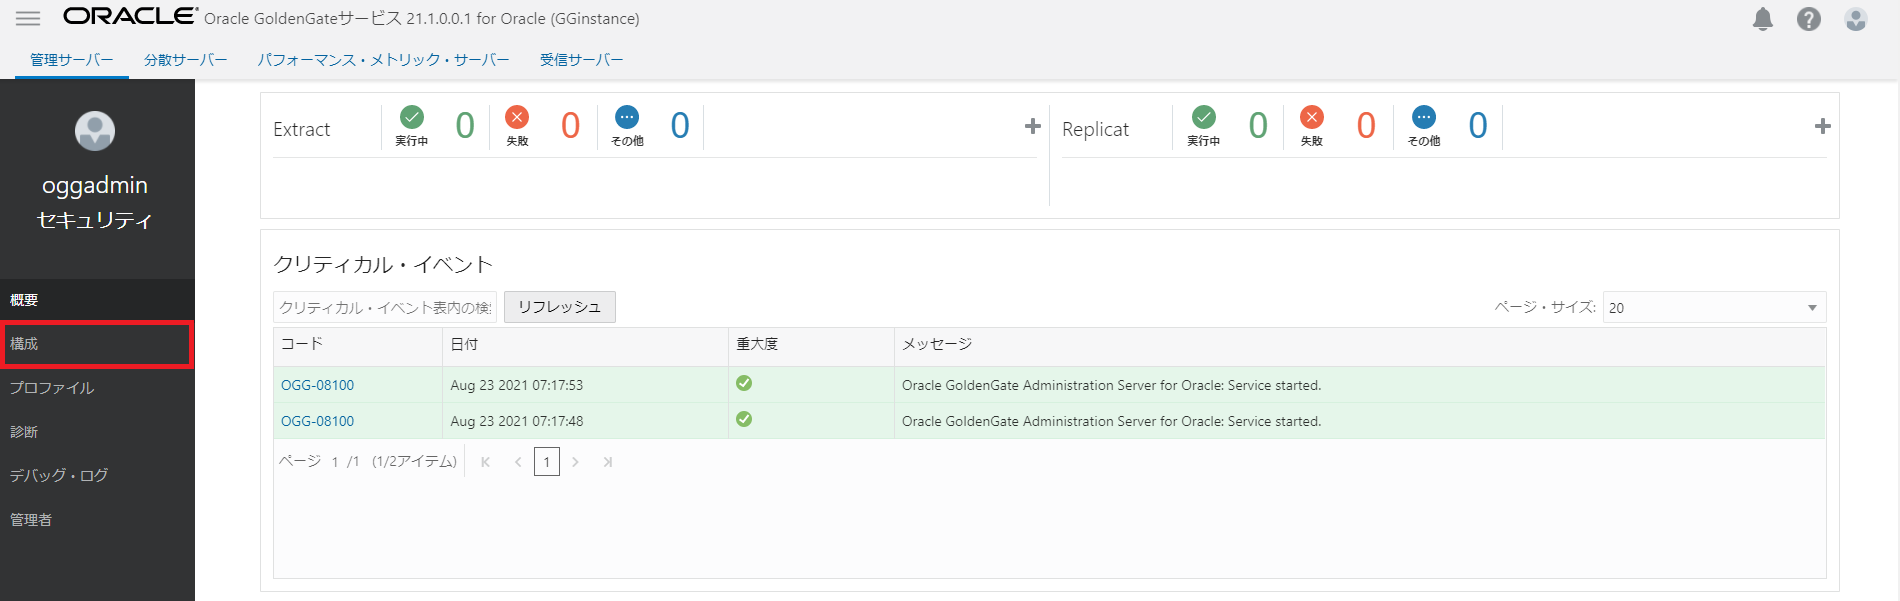 ORACLE Oracle GoldenGateサービス 21.1.0.0.1 for Oracle (GGinstance)
管理サーバー 分散サーバー パフォーマンス・メトリック・サーバー 受信サーバー
oggadmin
セキュリティ
概要
構成
プロファイル
診断
デバッグ・ログ
管理者
Extract 実行中 0 失敗 0 その他 0
Replicat 実行中 0 失敗 0 その他 0
クリティカル・イベント
クリティカル・イベント表内の検 リフレッシュ ページ・サイズ: 20
コード 日付 重大度 メッセージ
OGG-08100 Aug 23 2021 07:17:53 Oracle GoldenGate Administration Server for Oracle: Service started.
OGG-08100 Aug 23 2021 07:17:48 Oracle GoldenGate Administration Server for Oracle: Service started.
ページ 1 /1 (1/2アイテム) 1